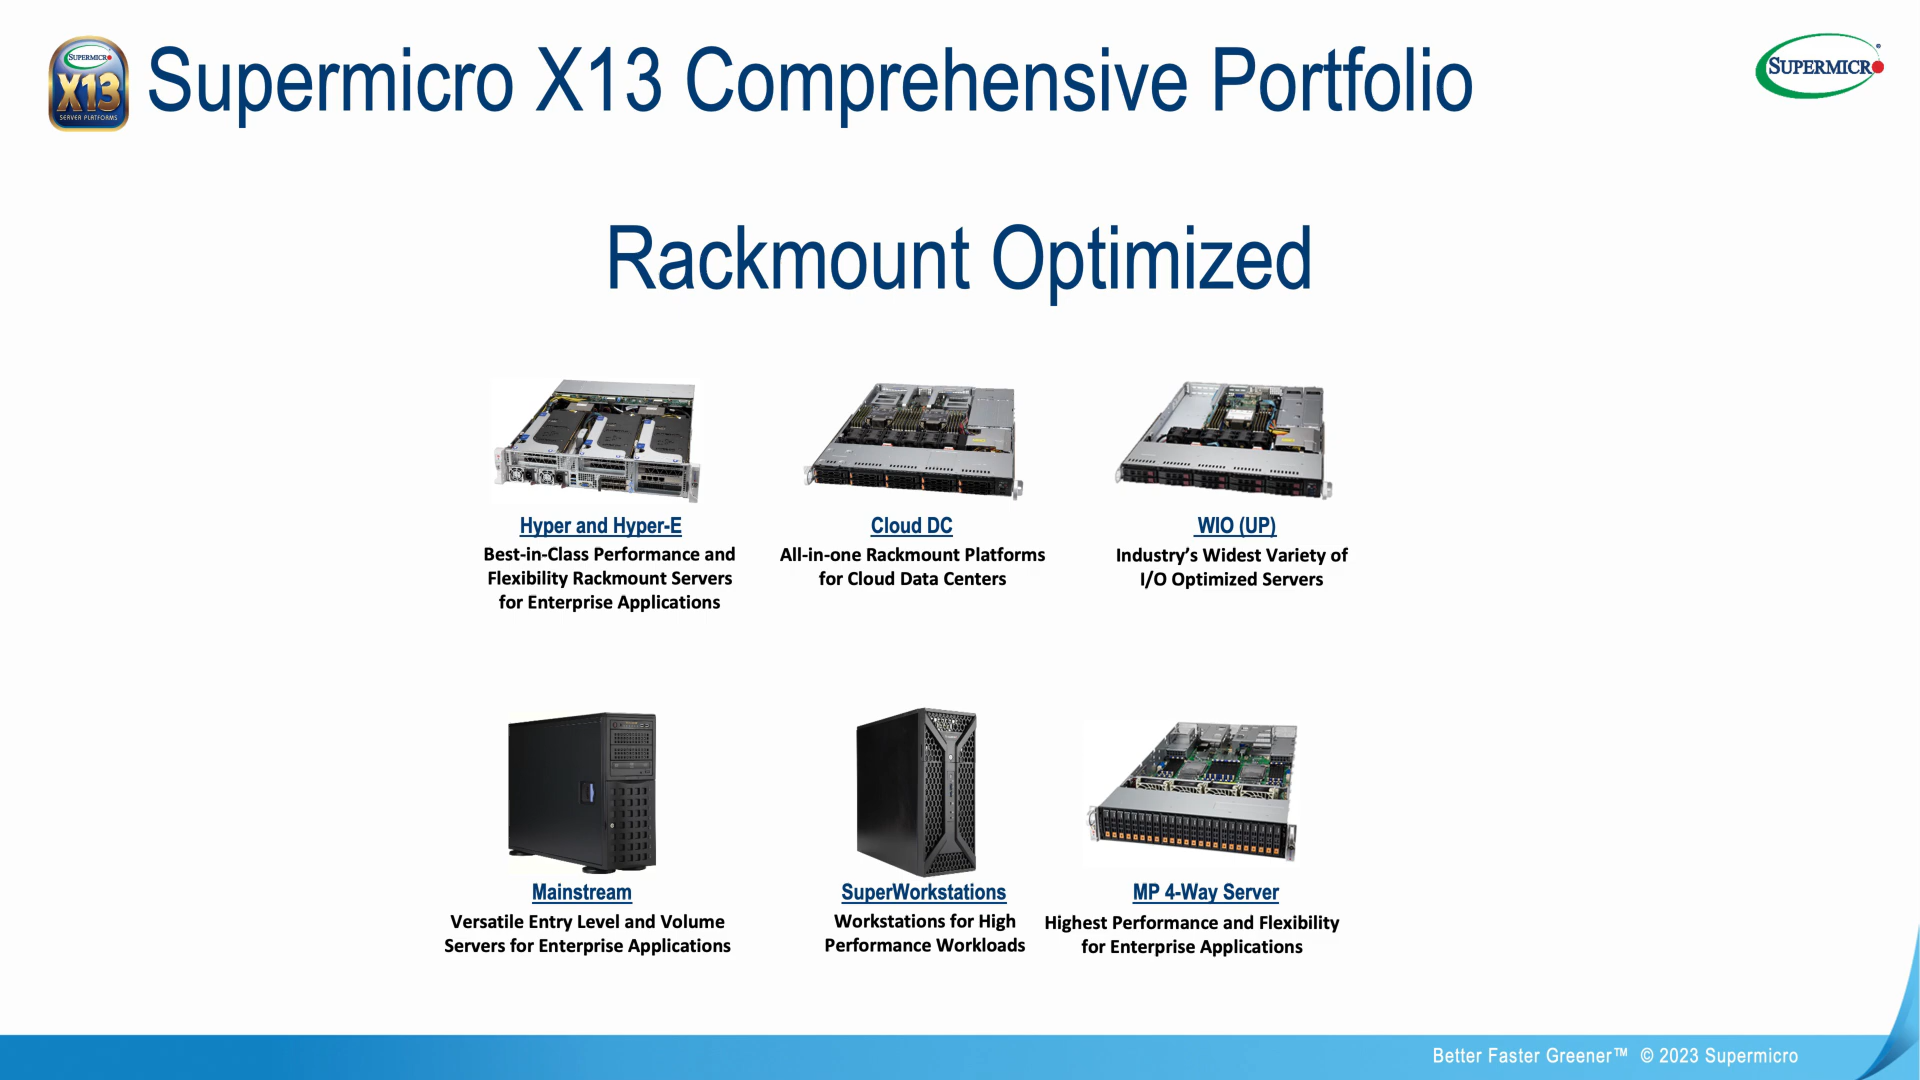 SUPERMICRO
X13
SERVER PLATFORMS
Supermicro X13 Comprehensive Portfolio
SUPERMICRO
Rackmount Optimized
Hyper and Hyper-E
Best-in-Class Performance and
Flexibility Rackmount Servers
for Enterprise Applications
Cloud DC
All-in-one Rackmount Platforms
for Cloud Data Centers
WIO (UP)
Industry’s Widest Variety of
I/O Optimized Servers
Mainstream
Versatile Entry Level and Volume
Servers for Enterprise Applications
SuperWorkstations
Workstations for High
Performance Workloads
MP 4-Way Server
Highest Performance and Flexibility
for Enterprise Applications
Better Faster Greener™ © 2023 Supermicro